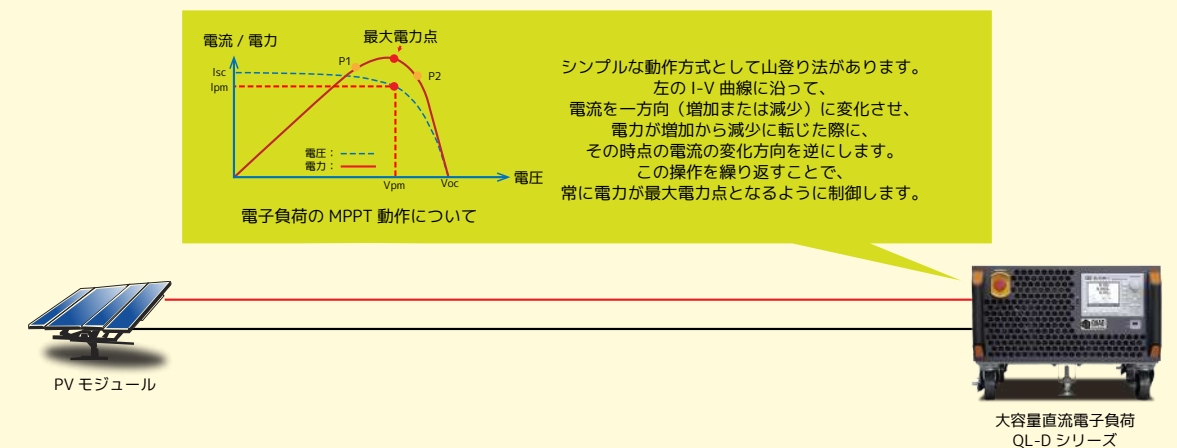 電流 / 電力
最大電力点
P1
P2
Isc
Ipm
電圧：
電力：
Vpm
Voc
電圧
電子負荷の MPPT 動作について
シンプルな動作方式として山登り法があります。
左の I-V 曲線に沿って、
電流を一方向（増加または減少）に変化させ、
電力が増加から減少に転じた際に、
その時点の電流の変化方向を逆にします。
この操作を繰り返すことで、
常に電力が最大電力点となるように制御します。
PV モジュール
大容量直流電子負荷
QL-D シリーズ